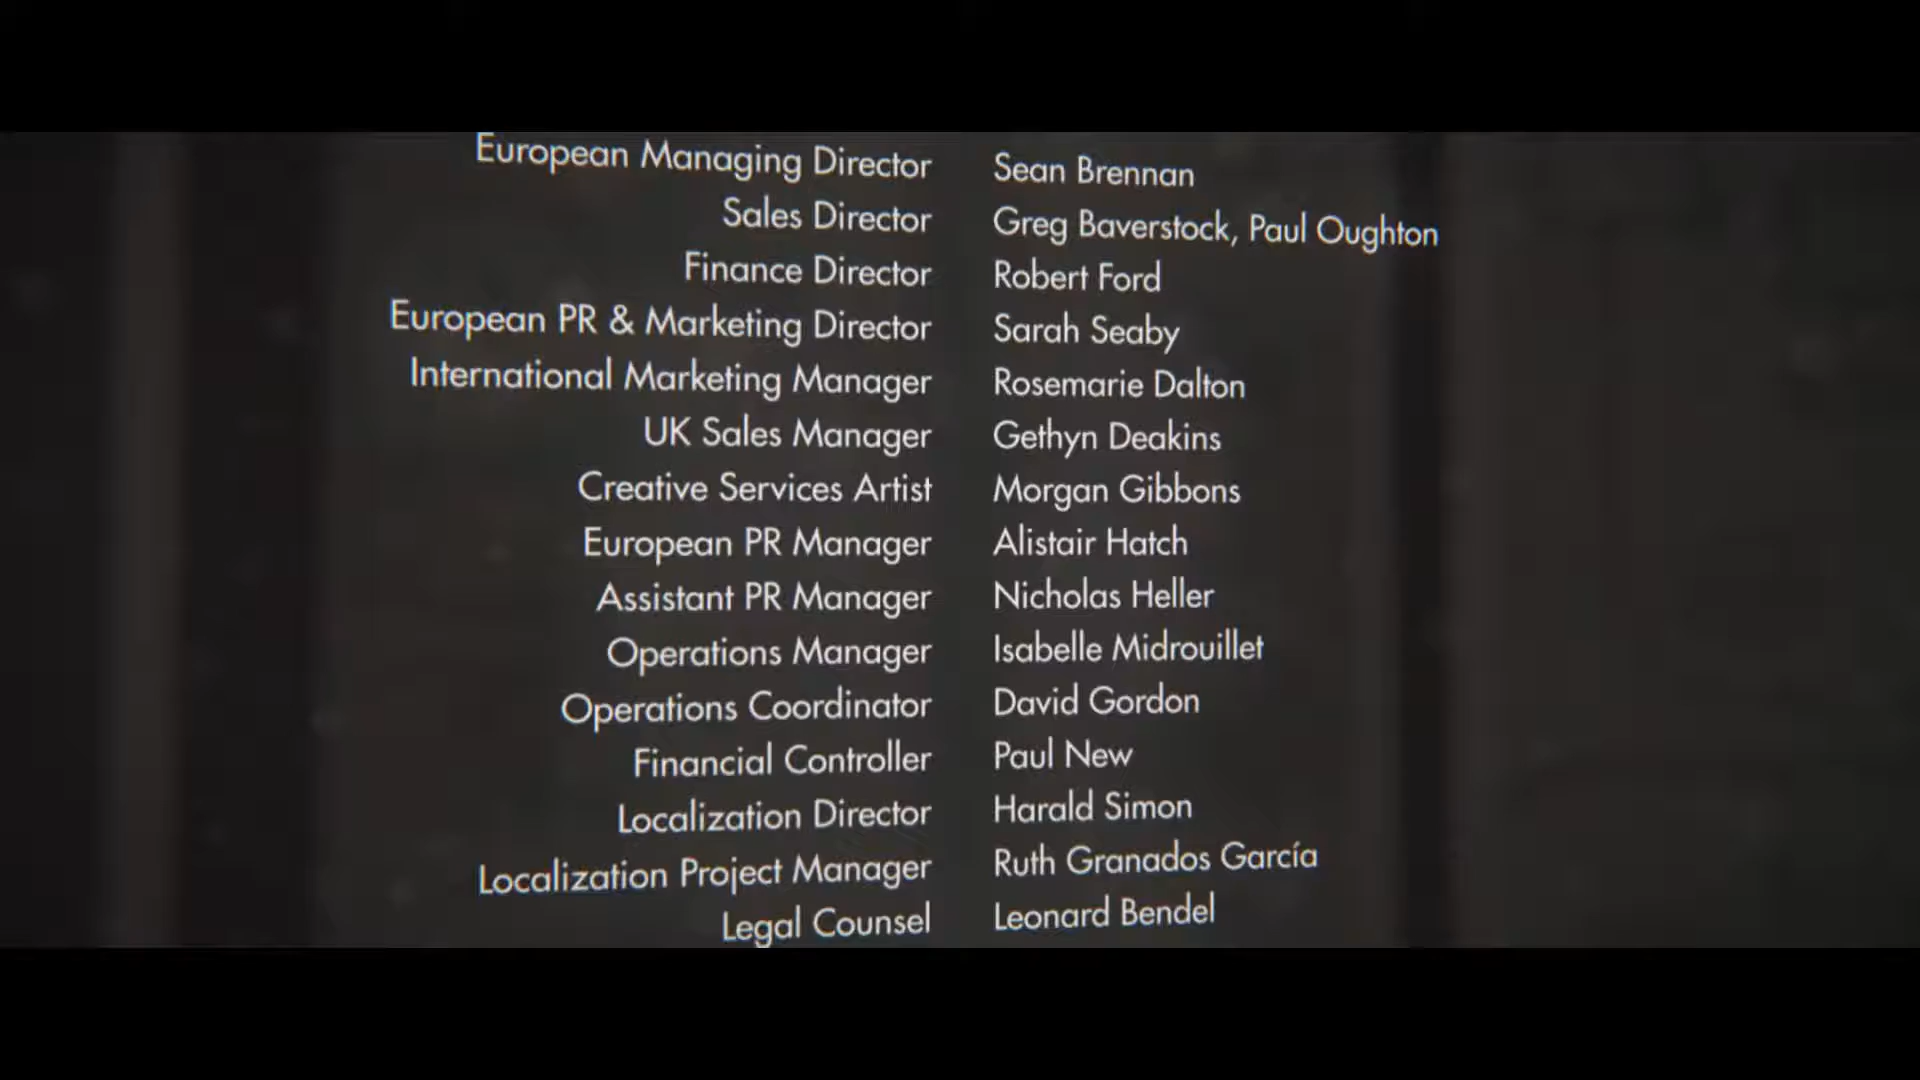 European Managing Director Sean Brennan
Sales Director Greg Baverstock, Paul Oughton
Finance Director Robert Ford
European PR & Marketing Director Sarah Seaby
International Marketing Manager Rosemarie Dalton
UK Sales Manager Gethyn Deakins
Creative Services Artist Morgan Gibbons
European PR Manager Alistair Hatch
Assistant PR Manager Nicholas Heller
Operations Manager Isabelle Midrouillet
Operations Coordinator David Gordon
Financial Controller Paul New
Localization Director Harald Simon
Localization Project Manager Ruth Granados García
Legal Counsel Leonard Bendel